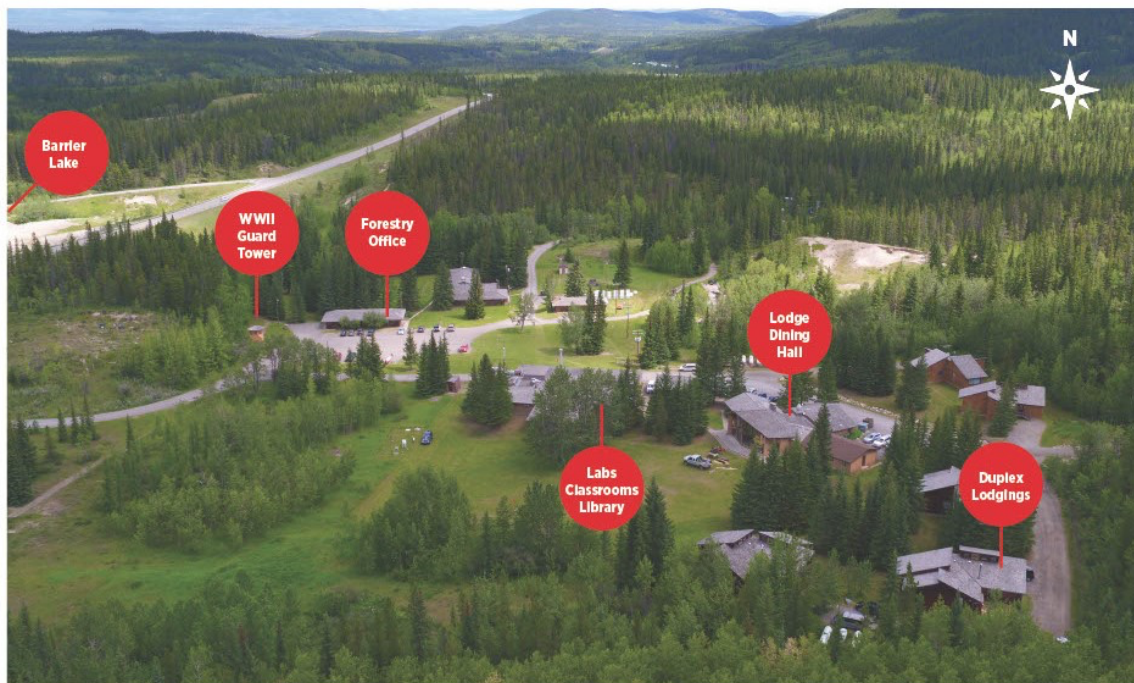 N
Barrier
Lake
WWII
Guard
Tower
Forestry
Office
Lodge
Dining
Hall
Labs
Classrooms
Library
Duplex
Lodgings